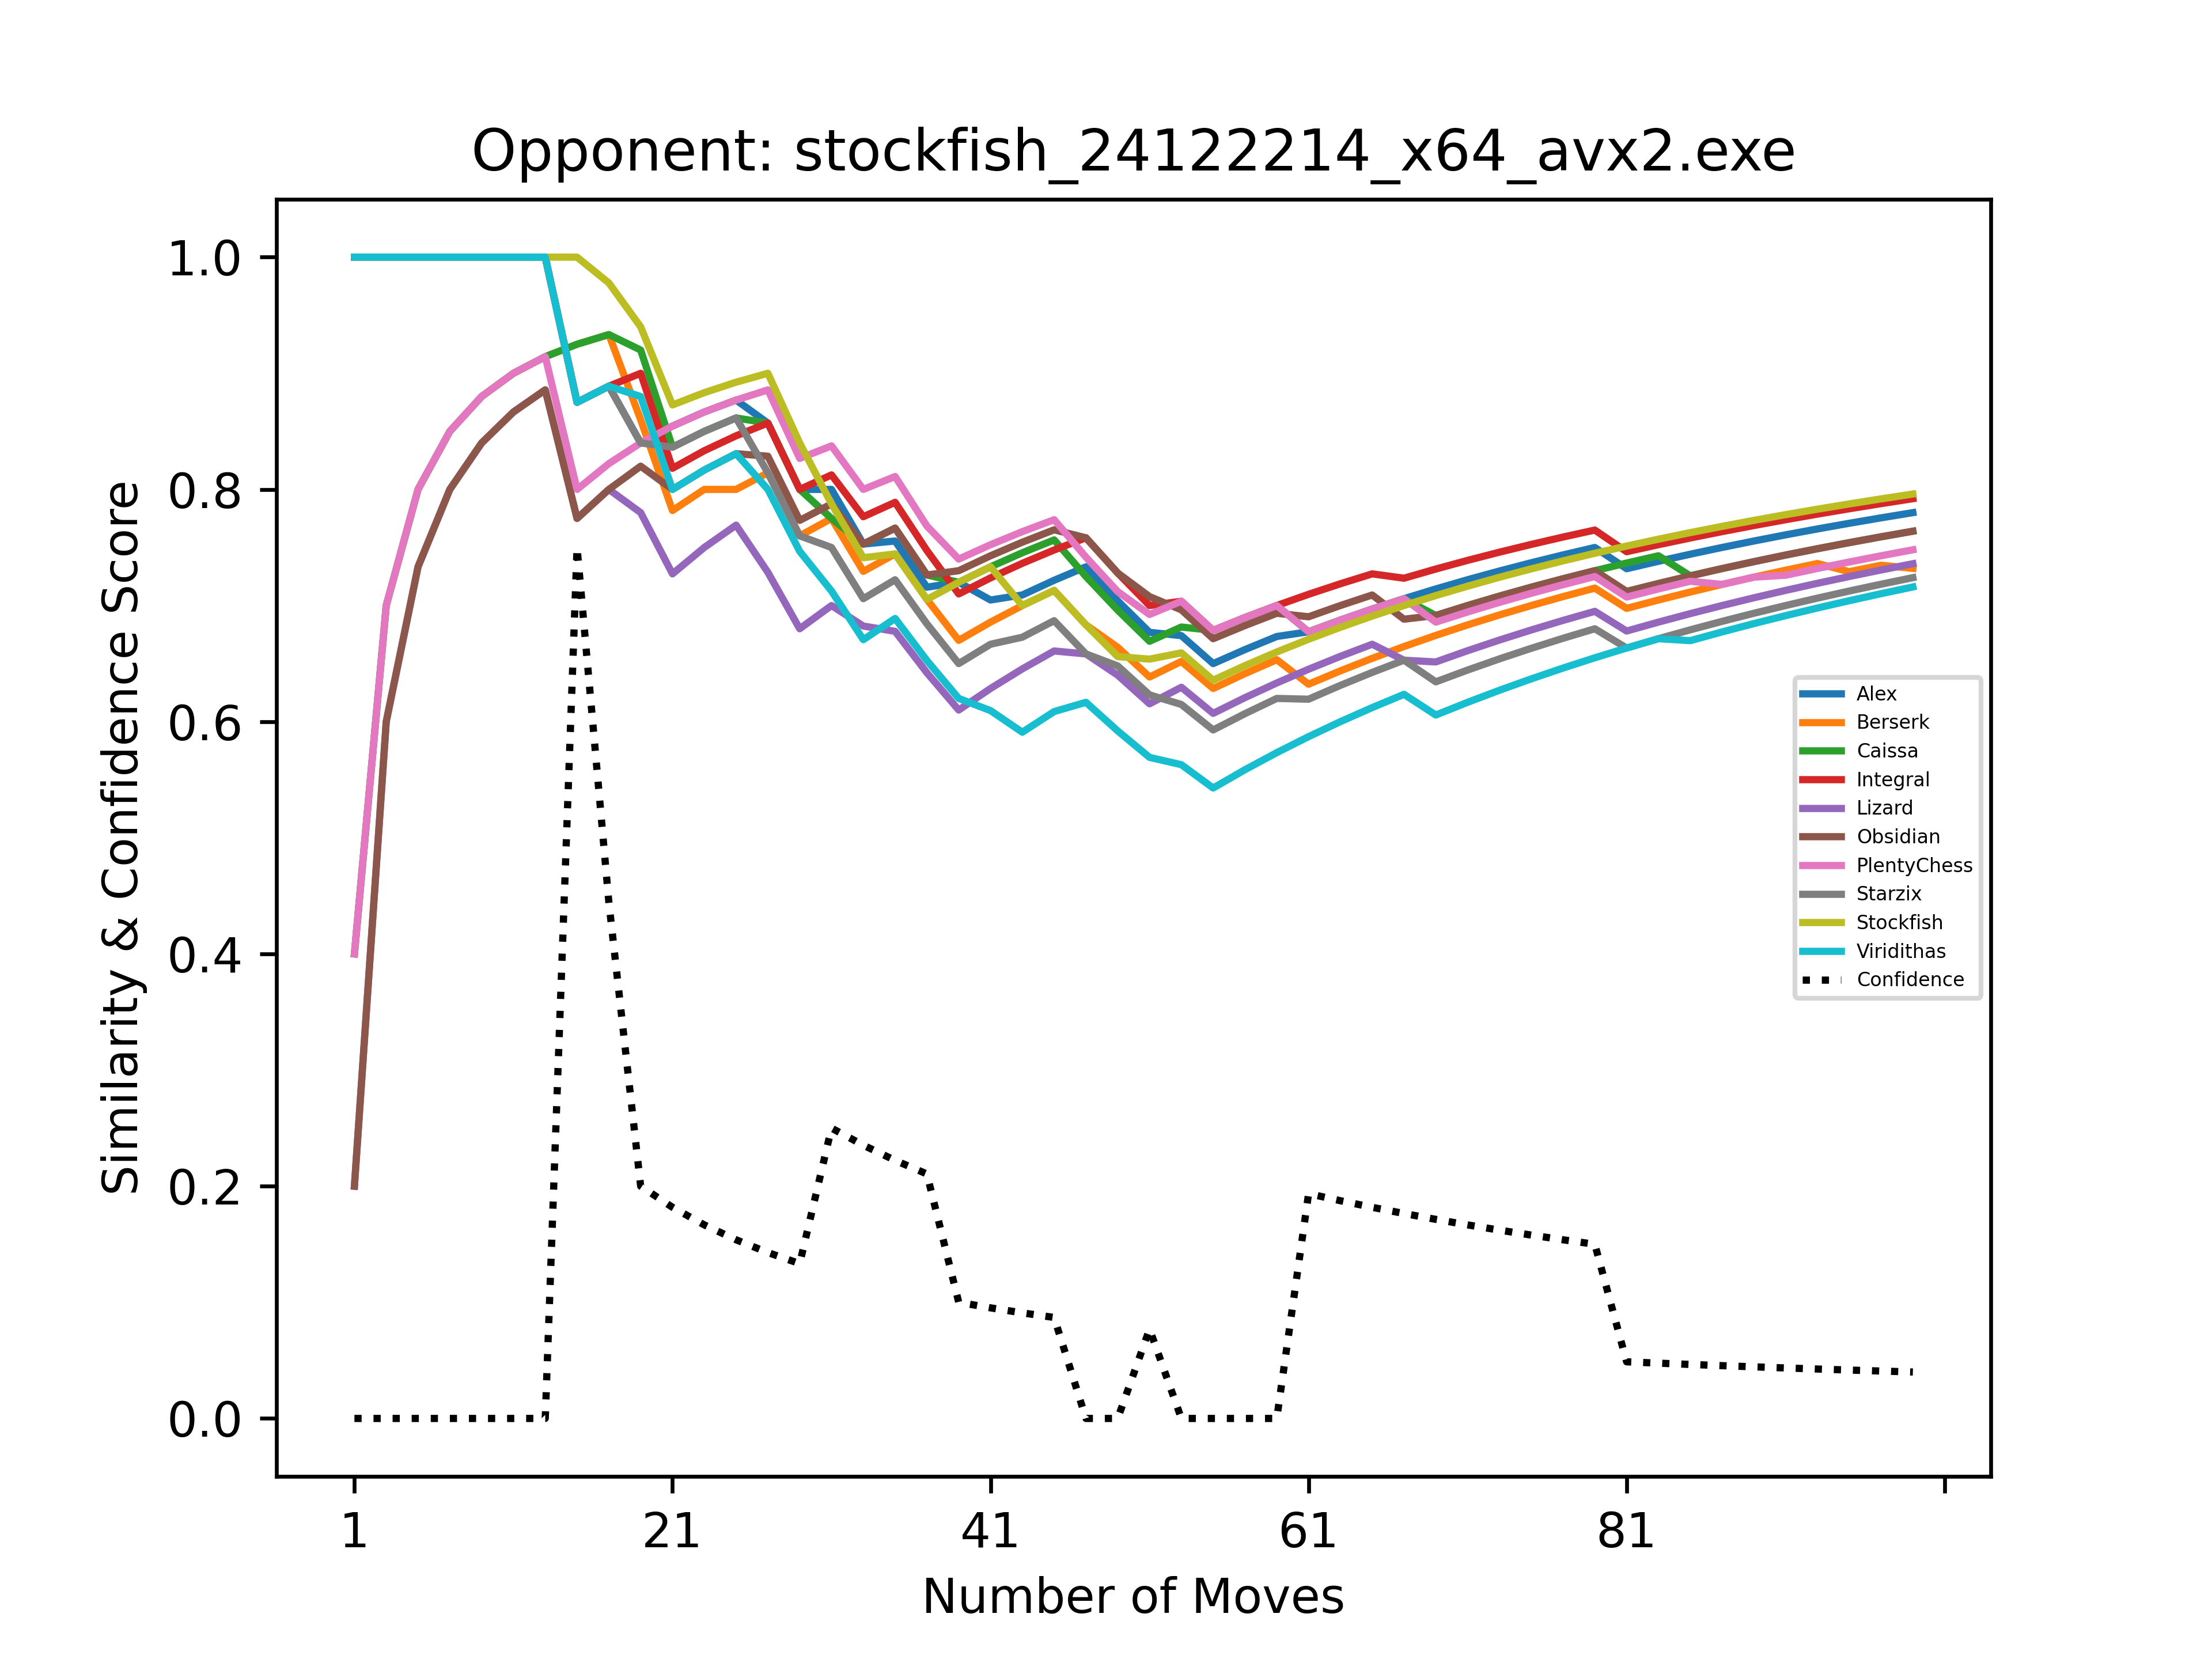 Opponent: stockfish_24122214_x64_avx2.exe
Similarity & Confidence Score
1.0
0.8
0.6
0.4
0.2
0.0
Alex
Berserk
Caissa
Integral
Lizard
Obsidian
PlentyChess
Starzix
Stockfish
Viridithas
Confidence
1 21 41 61 81
Number of Moves